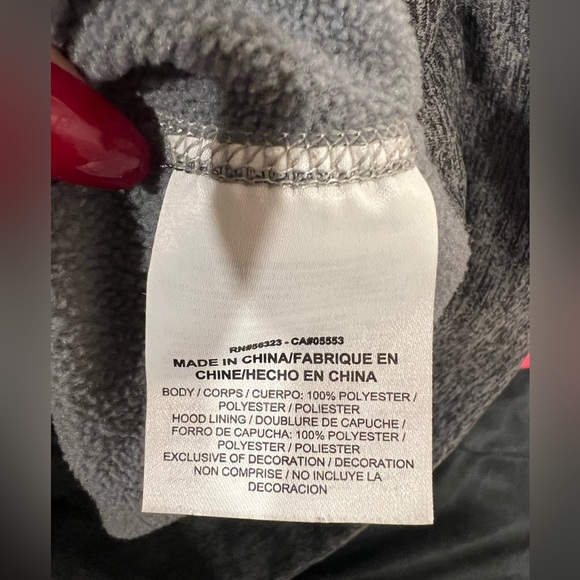 RN#56323 - CA#05553
MADE IN CHINA/FABRIQUE EN
CHINE/HECHO EN CHINA
BODY / CORPS / CUERPO: 100% POLYESTER /
POLYESTER / POLIESTER
HOOD LINING / DOUBLURE DE CAPUCHE /
FORRO DE CAPUCHA: 100% POLYESTER /
POLYESTER / POLIESTER
EXCLUSIVE OF DECORATION / DECORATION
NON COMPRISE / NO INCLUYE LA
DECORACION